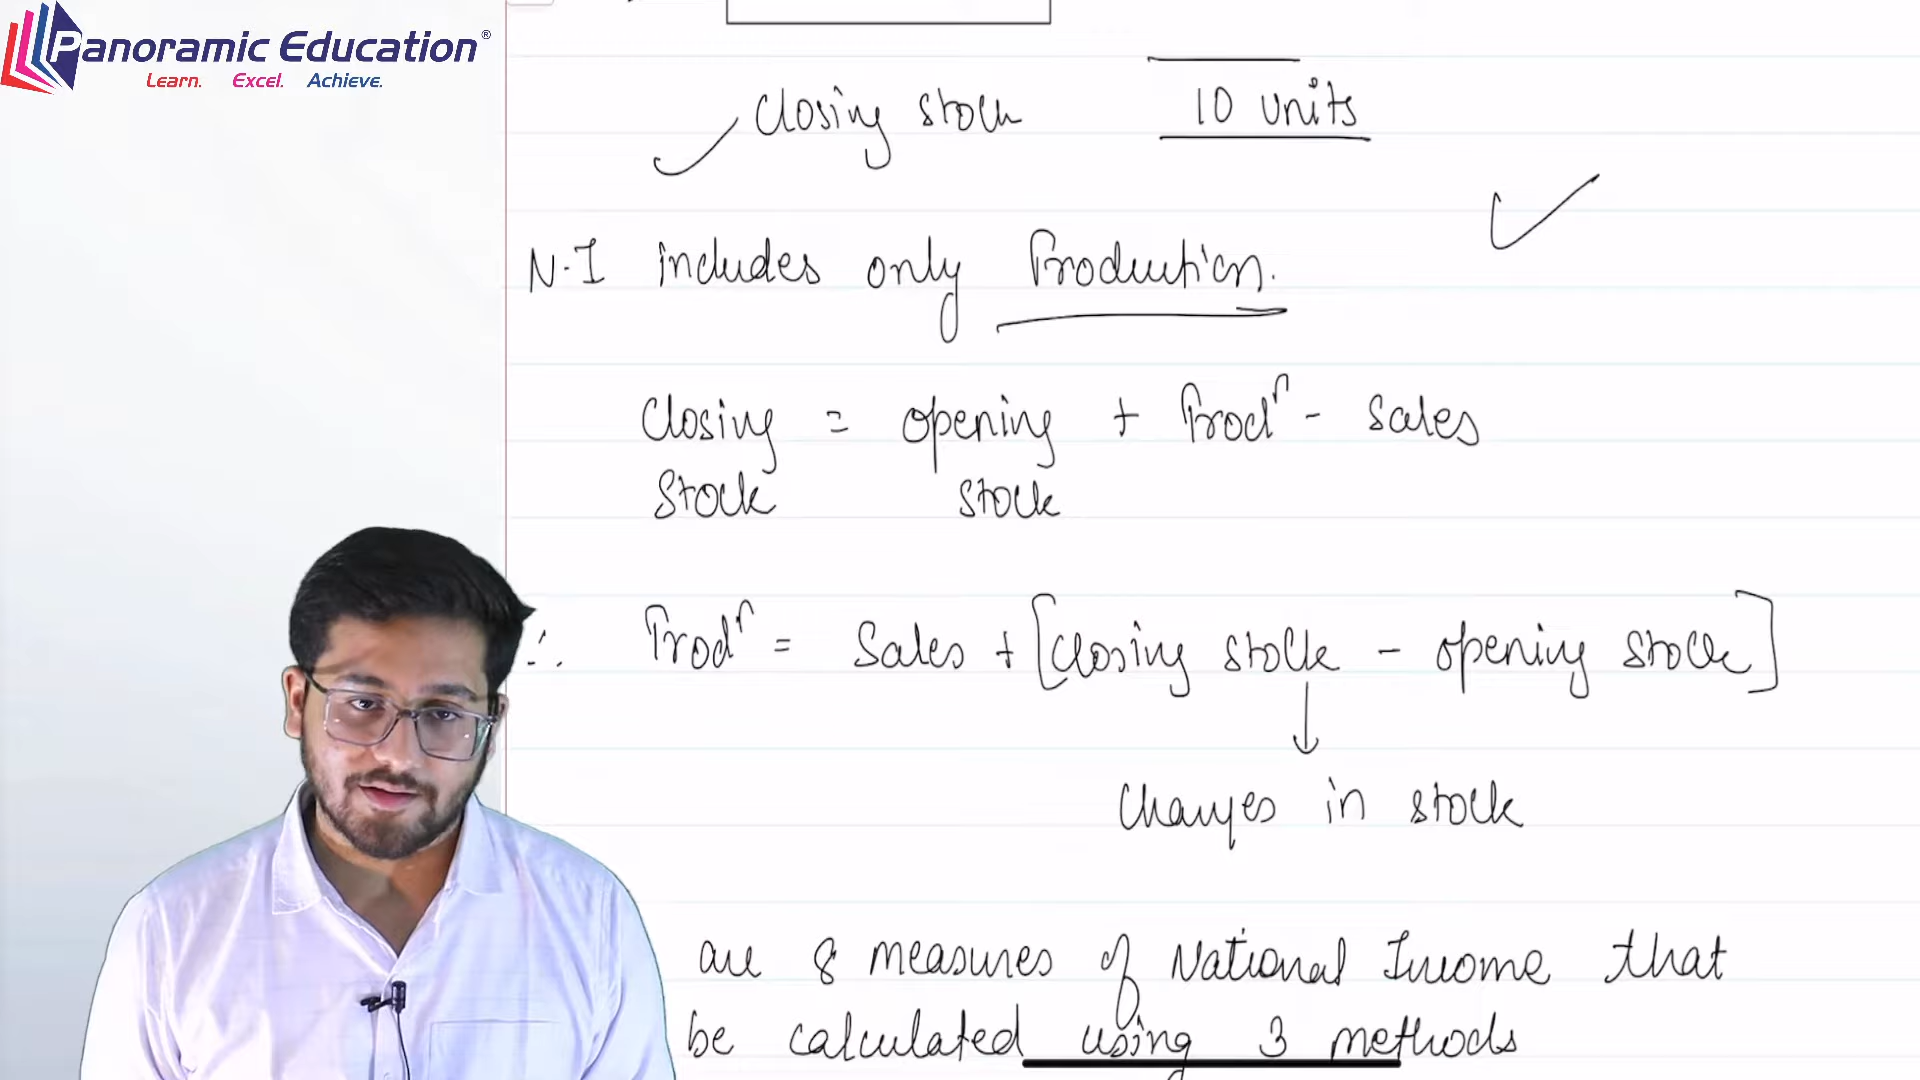 Panoramic Education®
Learn. Excel. Achieve.
Closing stock 10 units
N.I includes only Production.
Closing = opening + Prodⁿ - Sales
Stock stock
∴ Prodⁿ = Sales + [Closing stock - opening stock]
↓
Changes in stock
are 8 measures of National Income that
be calculated using 3 methods